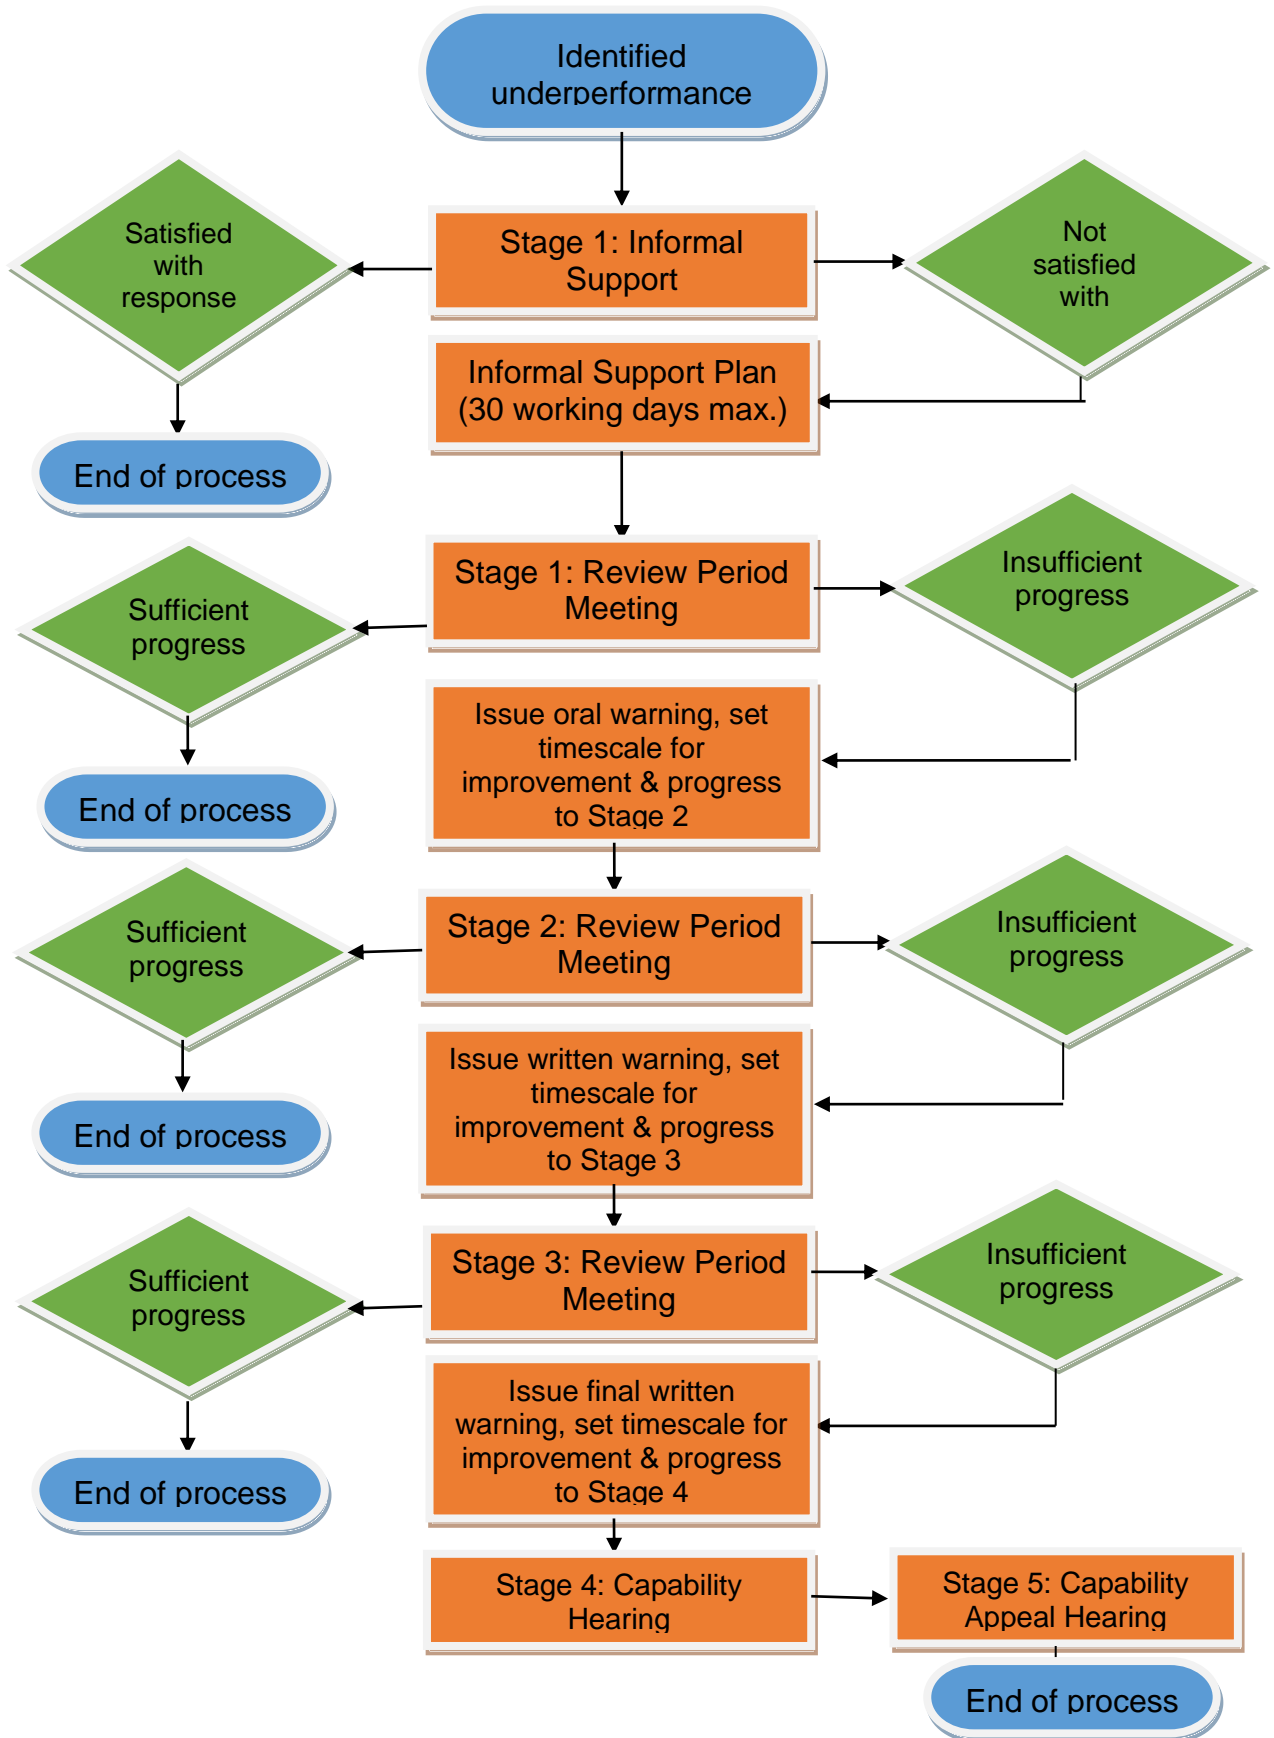 Identified
underperformance
Stage 1: Informal
Support
Satisfied
with
response
Not
satisfied
with
Informal Support Plan
(30 working days max.)
End of process
Stage 1: Review Period
Meeting
Insufficient
progress
Sufficient
progress
Issue oral warning, set
timescale for
improvement & progress
to Stage 2
End of process
Stage 2: Review Period
Meeting
Sufficient
progress
Insufficient
progress
Issue written warning, set
timescale for
improvement & progress
to Stage 3
End of process
Stage 3: Review Period
Meeting
Sufficient
progress
Insufficient
progress
Issue final written
warning, set timescale for
improvement & progress
to Stage 4
End of process
Stage 4: Capability
Hearing
Stage 5: Capability
Appeal Hearing
End of process